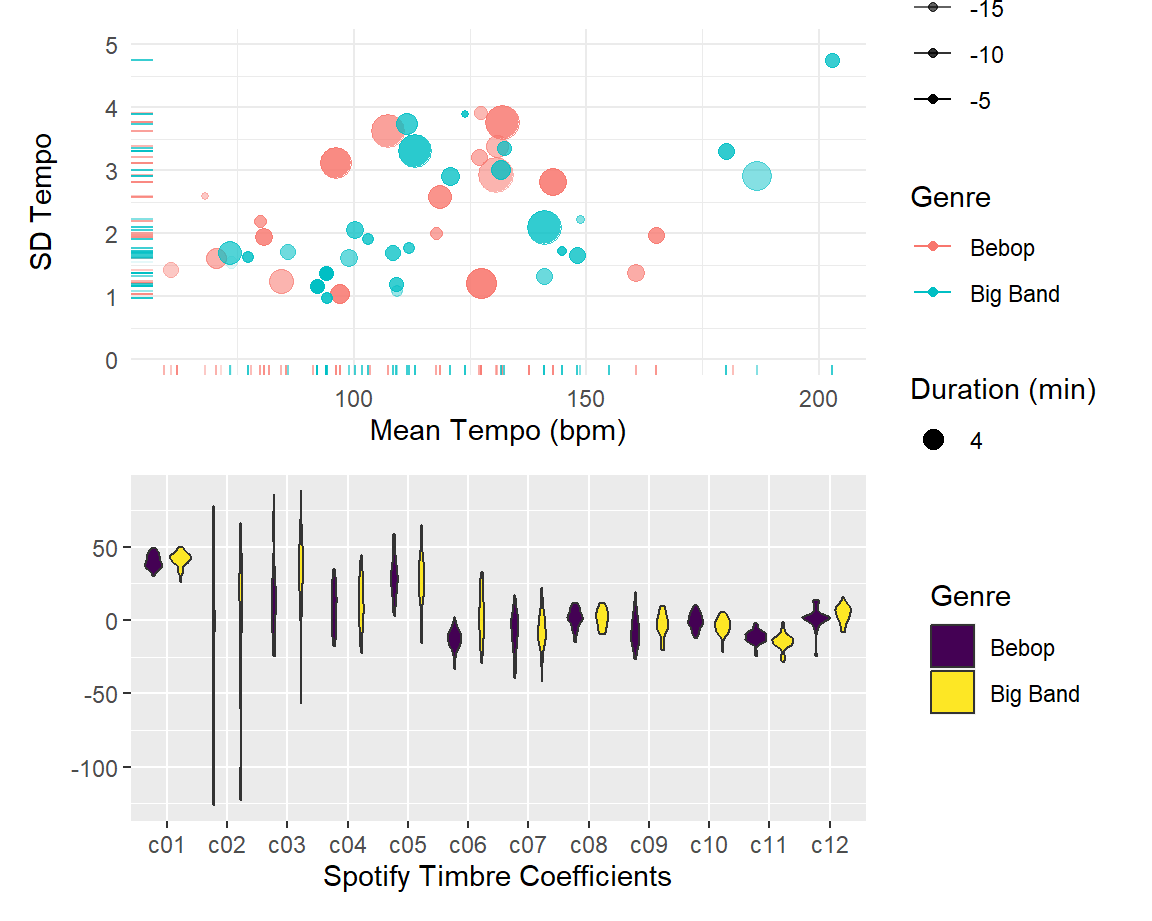 -15
-10
-5
5
4
3
2
1
0
SD Tempo
100 150 200
Mean Tempo (bpm)
Genre
Bebop
Big Band
Duration (min)
4
50
0
-50
-100
c01 c02 c03 c04 c05 c06 c07 c08 c09 c10 c11 c12
Spotify Timbre Coefficients
Genre
Bebop
Big Band